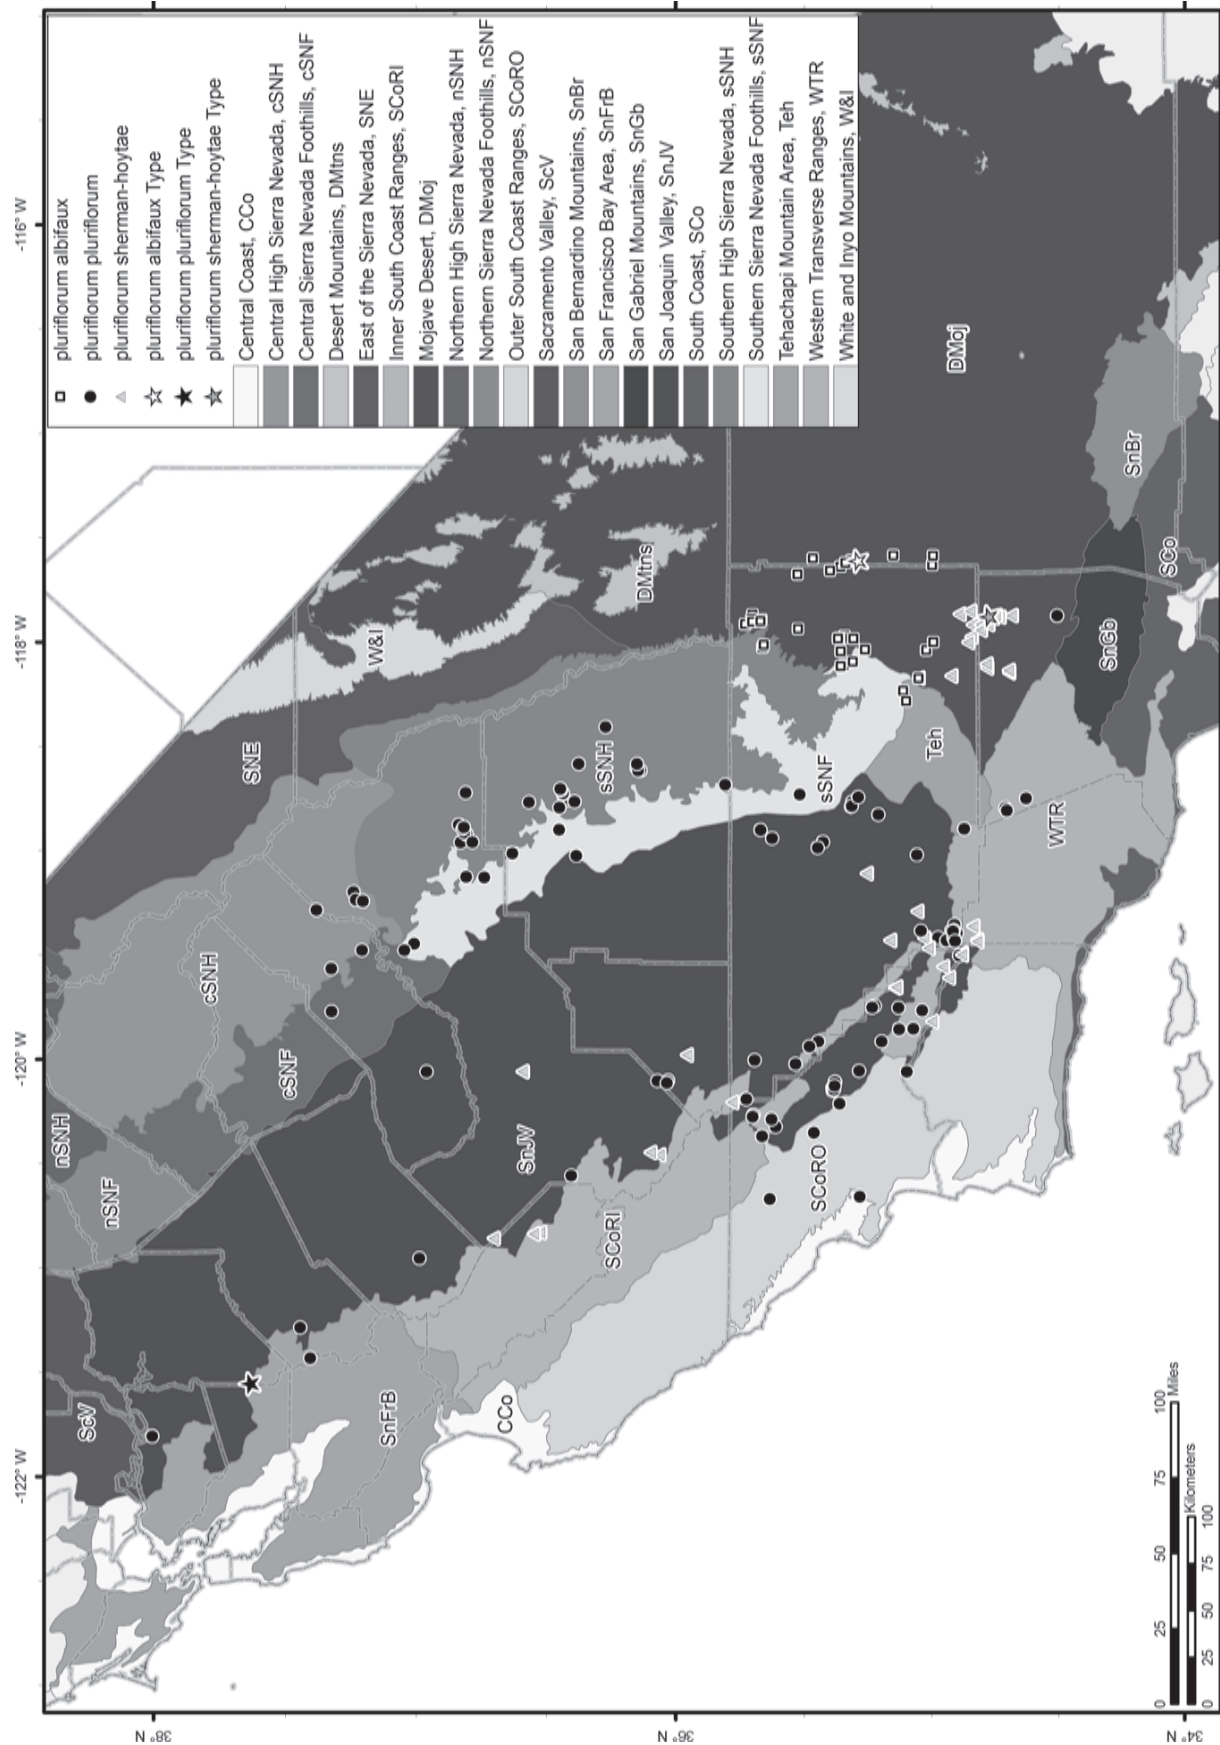 pluriflorum albifaux
pluriflorum pluriflorum
pluriflorum sherman-hoytae
pluriflorum albifaux Type
pluriflorum pluriflorum Type
pluriflorum sherman-hoytae Type
Central Coast, CCo
Central High Sierra Nevada, cSNH
Central Sierra Nevada Foothills, cSNF
Desert Mountains, DMtns
East of the Sierra Nevada, SNE
Inner South Coast Ranges, SCoRI
Mojave Desert, DMoj
Northern High Sierra Nevada, nSNH
Northern Sierra Nevada Foothills, nSNF
Outer South Coast Ranges, SCoRO
Sacramento Valley, ScV
San Bernardino Mountains, SnBr
San Francisco Bay Area, SnFrB
San Gabriel Mountains, SnGb
San Joaquin Valley, SnJV
South Coast, SCo
Southern High Sierra Nevada, sSNH
Southern Sierra Nevada Foothills, sSNF
Tehachapi Mountain Area, Teh
Western Transverse Ranges, WTR
White and Inyo Mountains, W&I
-122° W
-120° W
-118° W
-116° W
38° N
36° N
34° N
ScV
nSNF
nSNH
cSNH
cSNF
SNE
W&I
SnFrB
CCo
SnJV
SCoRI
sSNH
DMtns
SCoRO
sSNF
Teh
DMoj
WTR
SnGb
SnBr
SCo
0 25 50 75 100
Miles
Kilometers
0 25 50 75 100